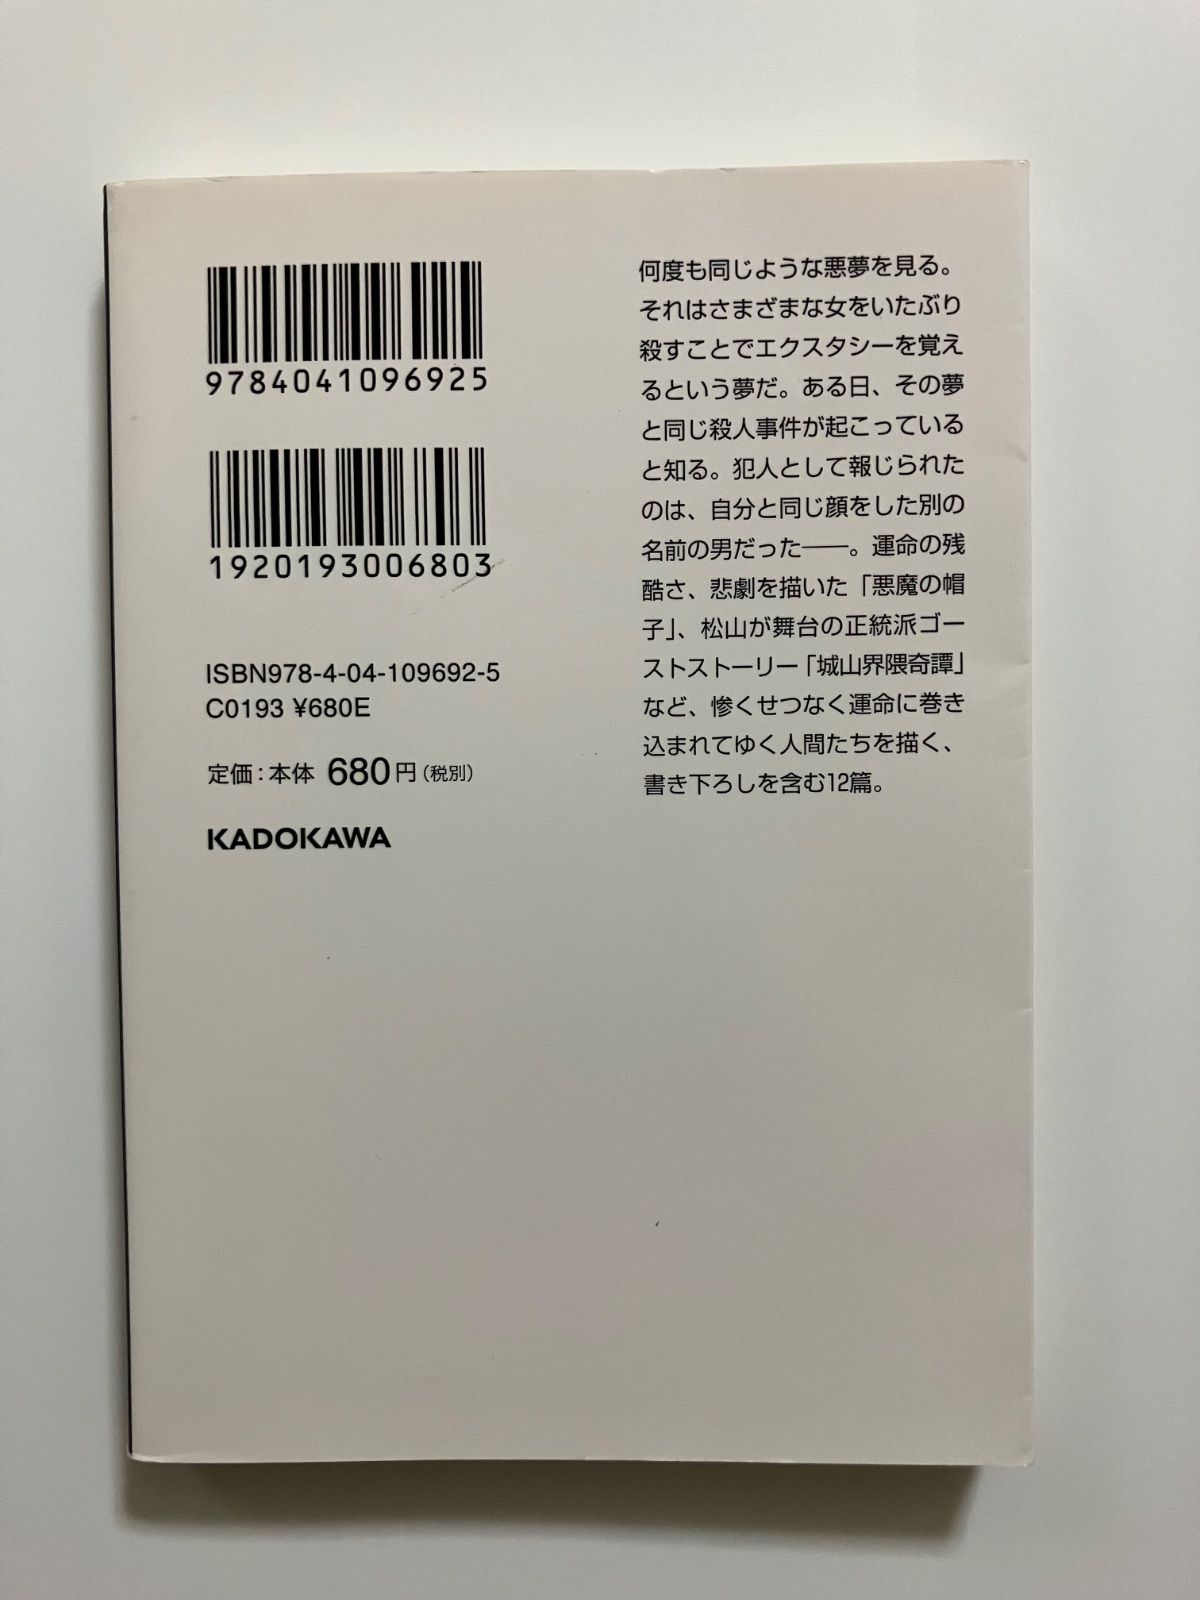 9784041096925
1920193006803
ISBN978-4-04-109692-5
C0193 ¥680E
定価：本体 680円（税別）
KADOKAWA
何度も同じような悪夢を見る。
それはさまざまな女をいたぶり
殺すことでエクスタシーを覚え
るという夢だ。ある日、その夢
と同じ殺人事件が起こっている
と知る。犯人として報じられた
のは、自分と同じ顔をした別の
名前の男だった――。運命の残
酷さ、悲劇を描いた「悪魔の帽
子」、松山が舞台の正統派ゴー
ストストーリー「城山界隈奇譚」
など、惨くせつなく運命に巻き
込まれてゆく人間たちを描く、
書き下ろしを含む12篇。